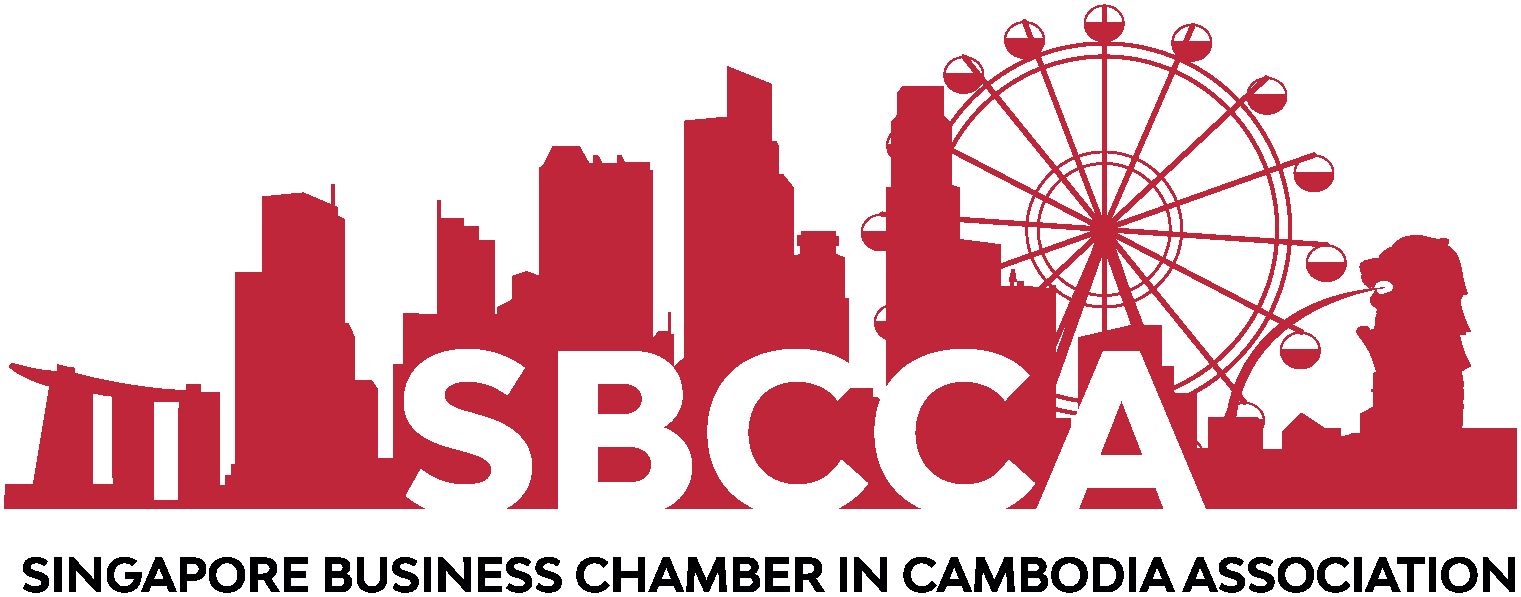 SBCCA
SINGAPORE BUSINESS CHAMBER IN CAMBODIA ASSOCIATION